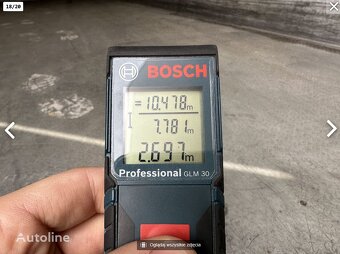 18/20
BOSCH
= 10.478 m
7.781 m
2.697 m
Professional GLM 30
Autoline
Oglądaj wszystkie zdjęcia